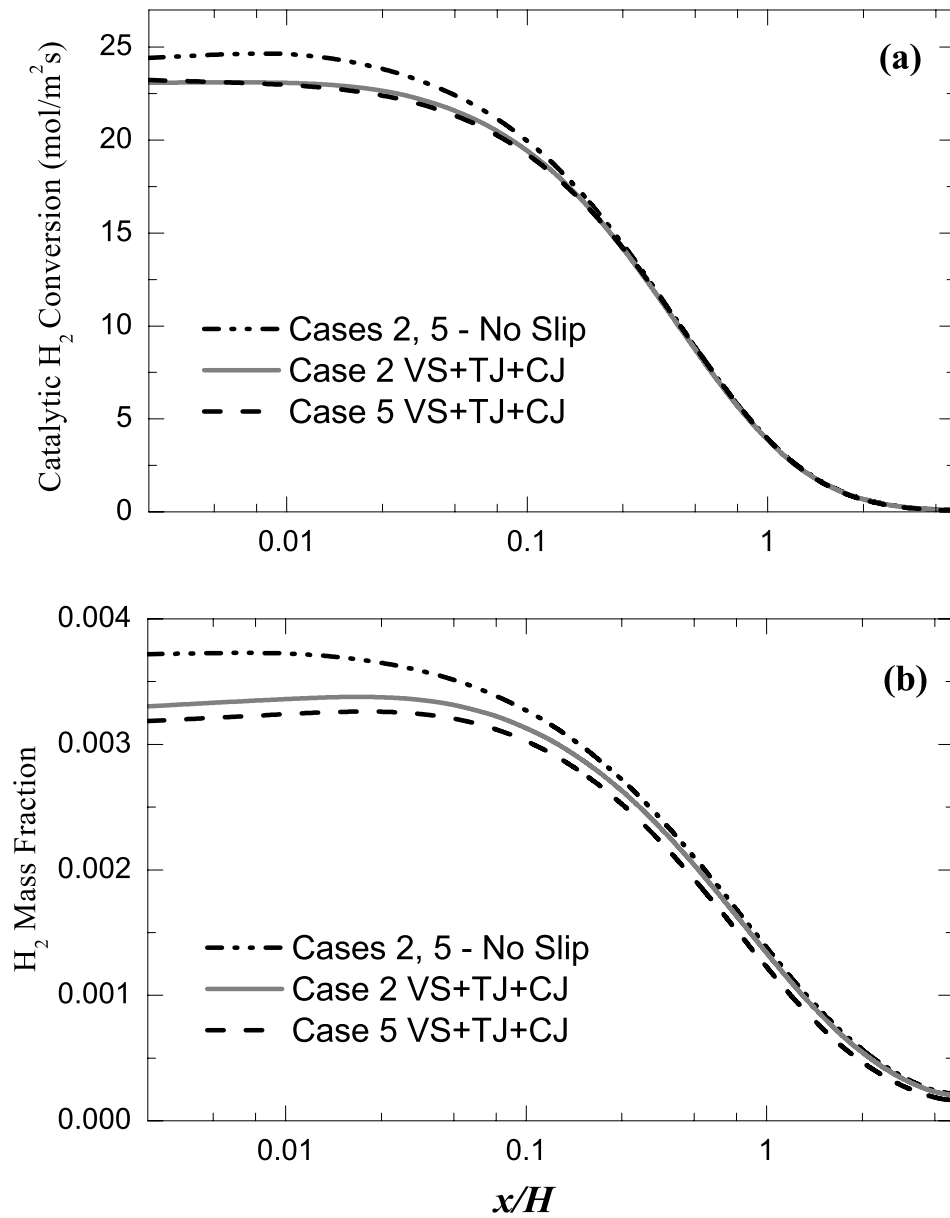 (a)
Catalytic H₂ Conversion (mol/m²s)
25
20
15
10
5
0
Cases 2, 5 - No Slip
Case 2 VS+TJ+CJ
Case 5 VS+TJ+CJ
0.01 0.1 1
(b)
H₂ Mass Fraction
0.004
0.003
0.002
0.001
0.000
Cases 2, 5 - No Slip
Case 2 VS+TJ+CJ
Case 5 VS+TJ+CJ
0.01 0.1 1
x/H